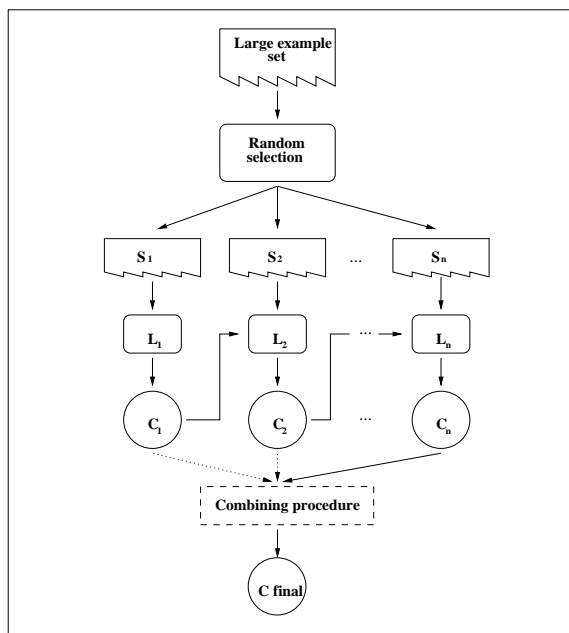 Large example
set
Random
selection
S1 S2 ... Sn
L1 L2 ... Ln
C1 C2 ... Cn
Combining procedure
C final